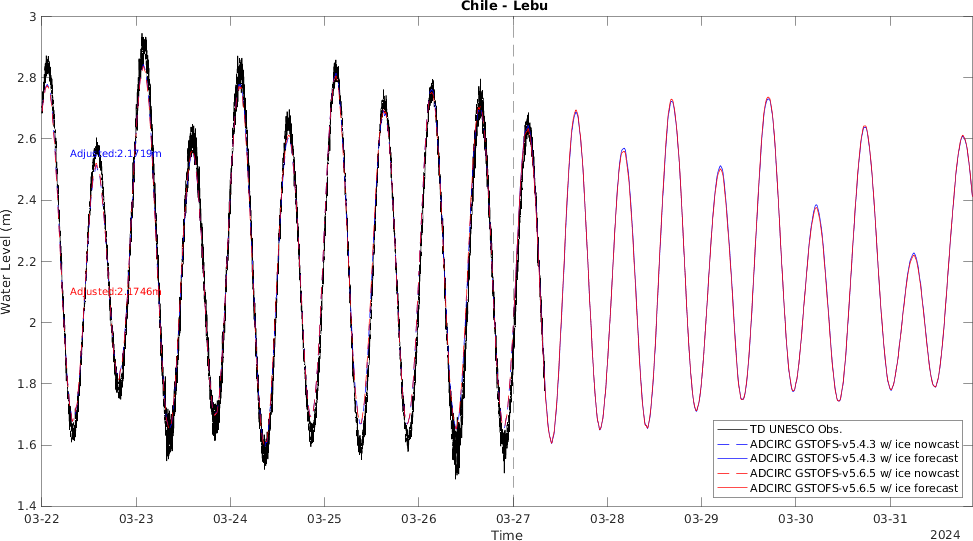 Chile - Lebu
3
2.8
2.6
2.4
2.2
2
1.8
1.6
1.4
Water Level (m)
Adjusted:2.1719m
Adjusted:2.1746m
TD UNESCO Obs.
ADCIRC GSTOFS-v5.4.3 w/ ice nowcast
ADCIRC GSTOFS-v5.4.3 w/ ice forecast
ADCIRC GSTOFS-v5.6.5 w/ ice nowcast
ADCIRC GSTOFS-v5.6.5 w/ ice forecast
03-22 03-23 03-24 03-25 03-26 03-27 03-28 03-29 03-30 03-31
Time
2024